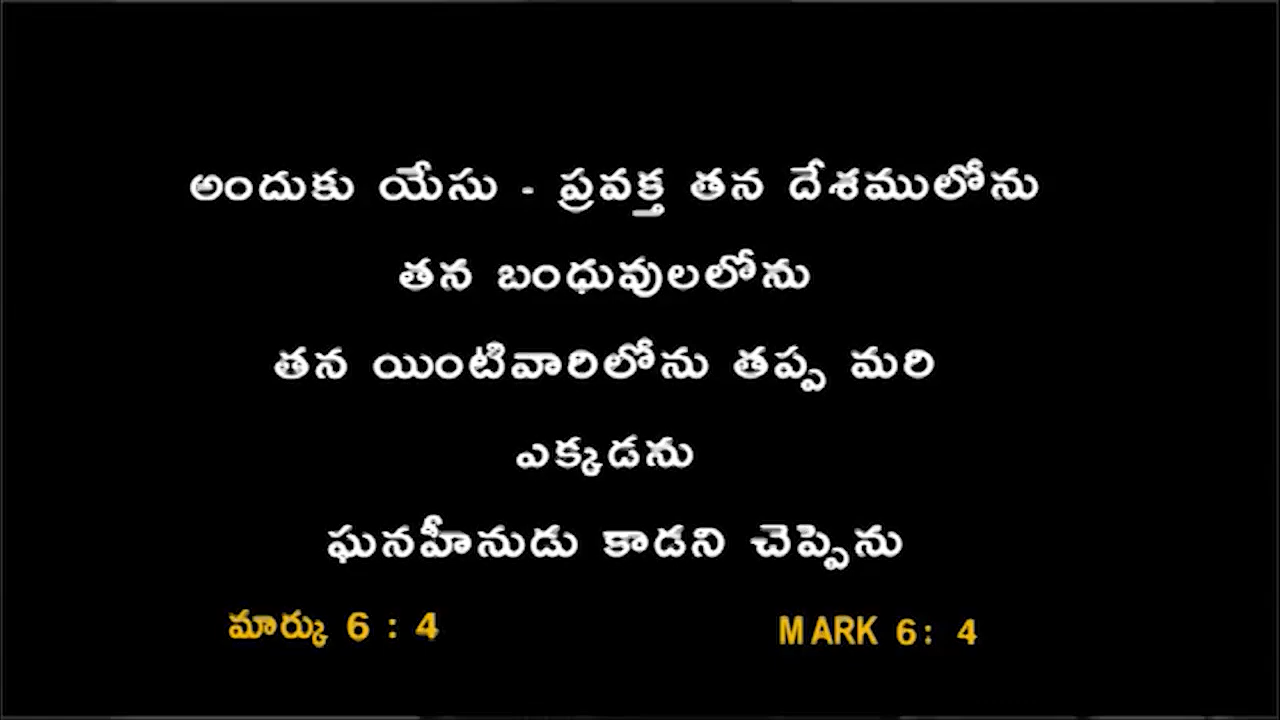 అందుకు యేసు - ప్రవక్త తన దేశములోను
తన బంధువులలోను
తన యింటివారిలోను తప్ప మరి
ఎక్కడను
ఘనహీనుడు కాడని చెప్పెను
మార్కు 6 : 4 MARK 6: 4